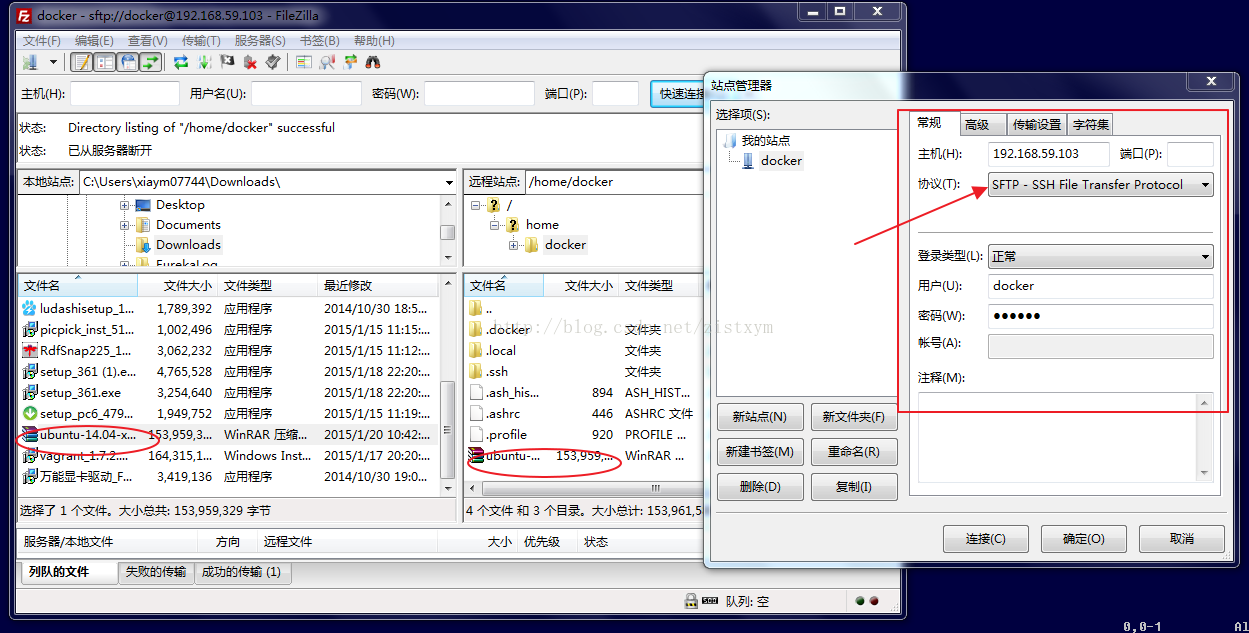 docker - sftp://docker@192.168.59.103 - FileZilla
文件(F) 编辑(E) 查看(V) 传输(T) 服务器(S) 书签(B) 帮助(H)
主机(H): 用户名(U): 密码(W): 端口(P): 快速连接
状态: Directory listing of "/home/docker" successful
状态: 已从服务器断开
本地站点: C:\Users\xiaym07744\Downloads\
Desktop
Documents
Downloads
EurekaLog
文件名 文件大小 文件类型 最近修改
ludashisetup_1... 1,789,392 应用程序 2014/10/30 18:5...
picpick_inst_51... 1,002,496 应用程序 2015/1/15 11:15:...
RdfSnap225_1... 3,062,232 应用程序 2015/1/15 11:12:...
setup_361 (1).e... 4,765,528 应用程序 2015/1/18 22:20:...
setup_361.exe 3,254,640 应用程序 2015/1/18 22:20:...
setup_pc6_479... 1,949,752 应用程序 2015/1/15 11:19:...
ubuntu-14.04-x... 153,959,3... WinRAR 压缩... 2015/1/20 10:42:...
vagrant_1.7.2... 164,315,1... Windows Inst... 2015/1/17 20:20:...
万能显卡驱动_F... 3,419,136 应用程序 2014/10/30 19:0...
选择了 1 个文件。大小总共: 153,959,329 字节
远程站点: /home/docker
/
home
docker
文件名 文件大小 文件类型
..
.docker 文件夹
.local 文件夹
.ssh 文件夹
.ash_his... 894 ASH_HIST...
.ashrc 446 ASHRC 文件
.profile 920 PROFILE ...
ubuntu-... 153,959,... WinRAR ...
4 个文件 和 3 个目录。大小总计: 153,961,5
服务器/本地文件 方向 远程文件 大小 优先级 状态
列队的文件 失败的传输 成功的传输 (1)
队列: 空
站点管理器
选择项(S):
我的站点
docker
新站点(N) 新文件夹(F)
新建书签(M) 重命名(R)
删除(D) 复制(I)
常规 高级 传输设置 字符集
主机(H): 192.168.59.103 端口(P):
协议(T): SFTP - SSH File Transfer Protocol
登录类型(L): 正常
用户(U): docker
密码(W): ●●●●●●
帐号(A):
注释(M):
连接(C) 确定(O) 取消
http://blog.csdn.net/zistxym
0,0-1 Al